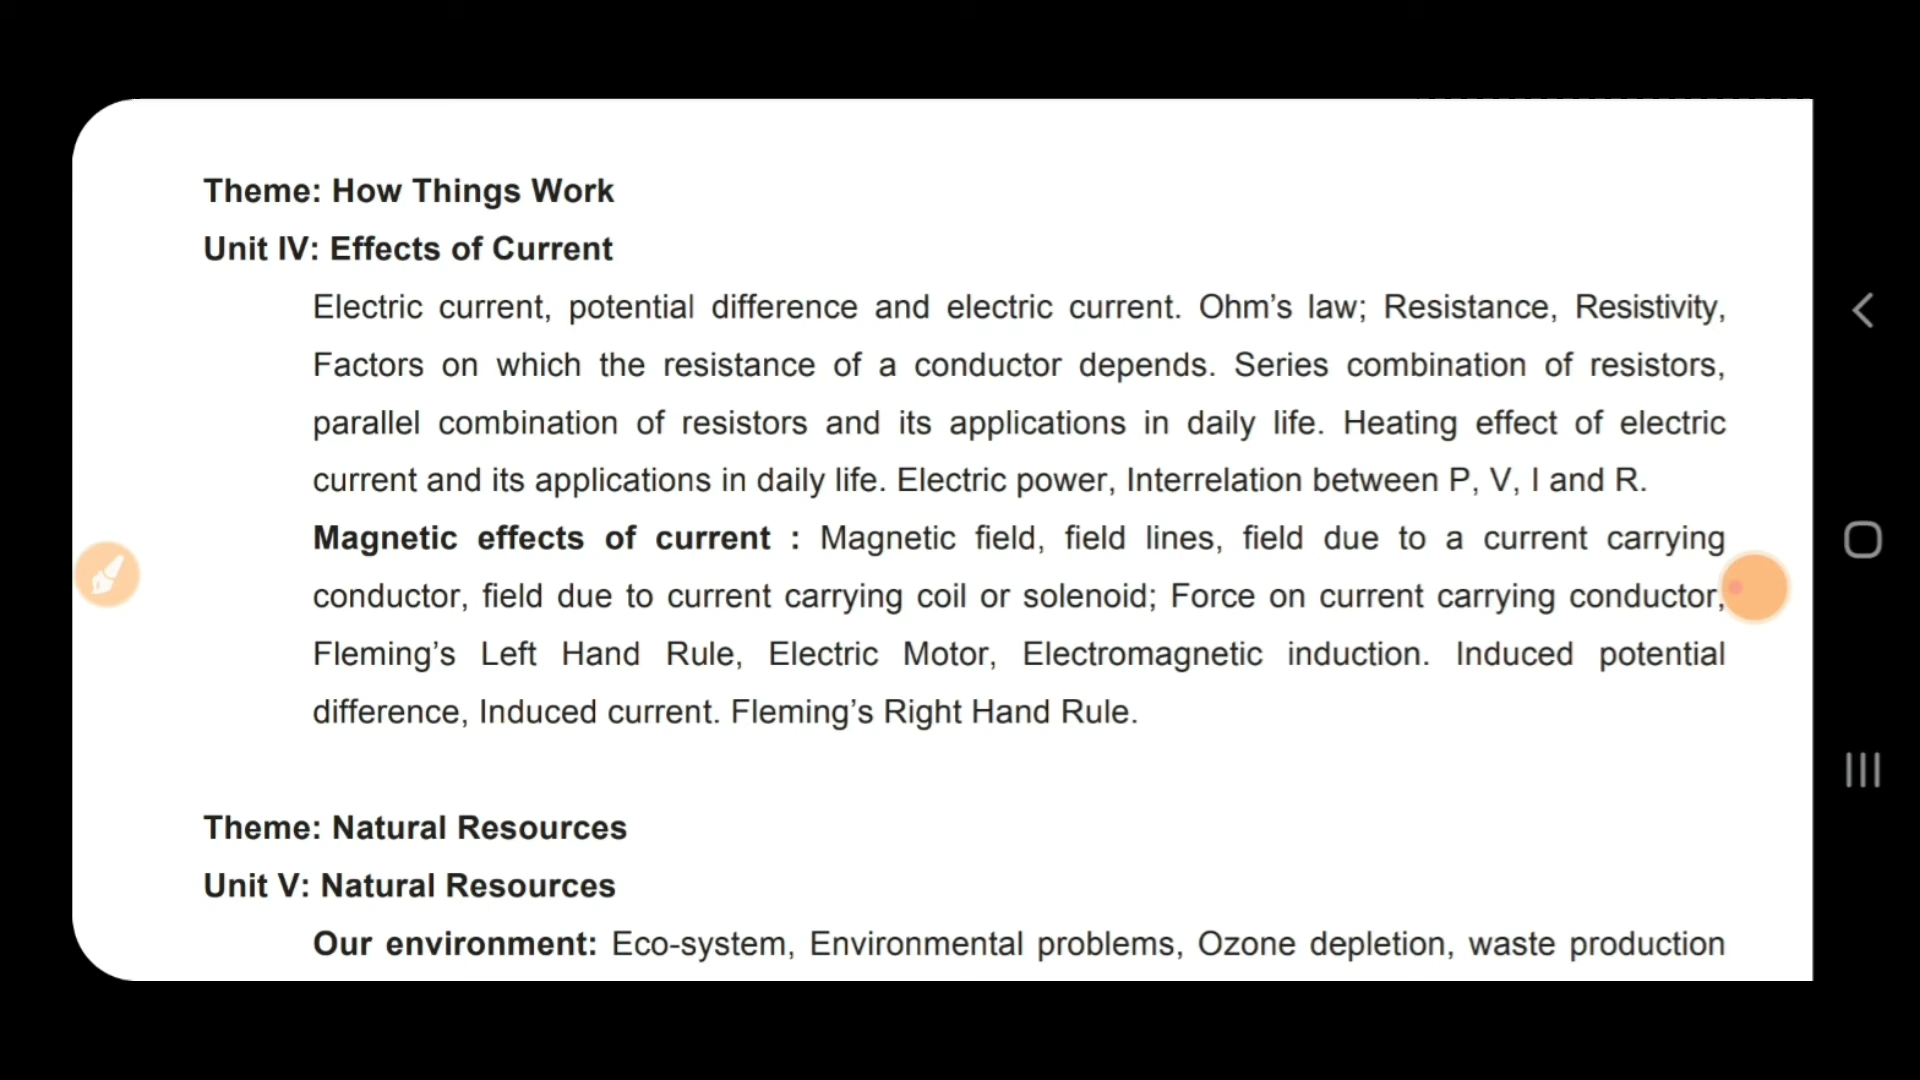 Theme: How Things Work
Unit IV: Effects of Current
Electric current, potential difference and electric current. Ohm’s law; Resistance, Resistivity,
Factors on which the resistance of a conductor depends. Series combination of resistors,
parallel combination of resistors and its applications in daily life. Heating effect of electric
current and its applications in daily life. Electric power, Interrelation between P, V, I and R.
Magnetic effects of current : Magnetic field, field lines, field due to a current carrying
conductor, field due to current carrying coil or solenoid; Force on current carrying conductor,
Fleming’s Left Hand Rule, Electric Motor, Electromagnetic induction. Induced potential
difference, Induced current. Fleming’s Right Hand Rule.
Theme: Natural Resources
Unit V: Natural Resources
Our environment: Eco-system, Environmental problems, Ozone depletion, waste production